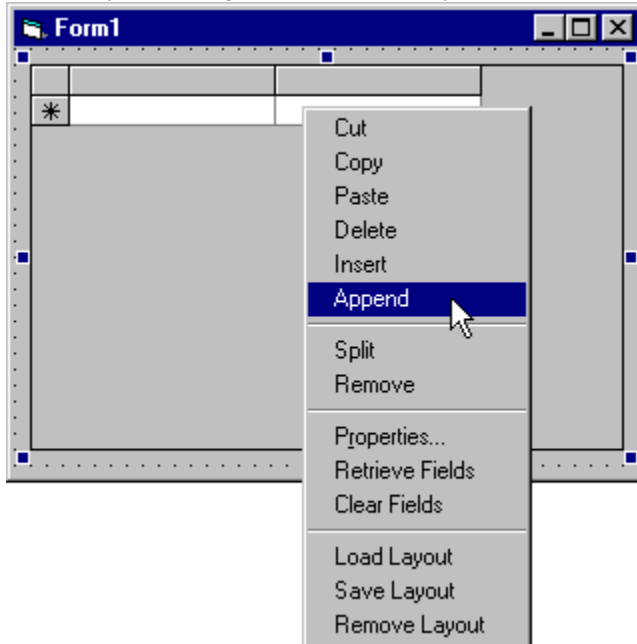 Form1
Cut
Copy
Paste
Delete
Insert
Append
Split
Remove
Properties...
Retrieve Fields
Clear Fields
Load Layout
Save Layout
Remove Layout